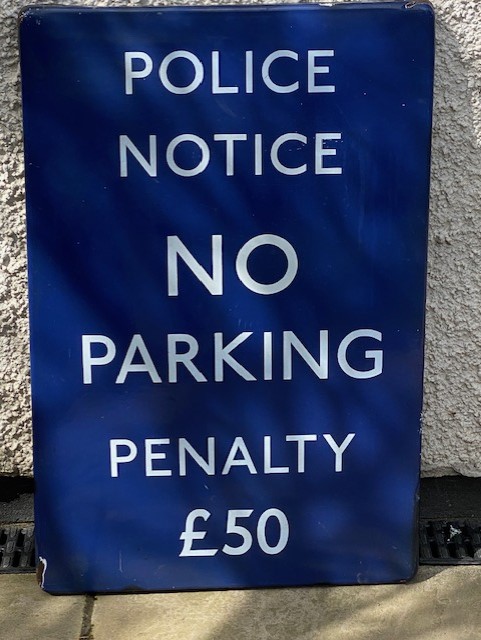 POLICE
NOTICE
NO
PARKING
PENALTY
£50